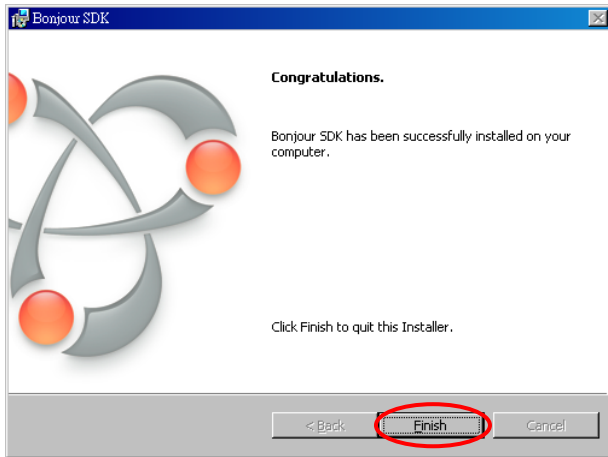 Bonjour SDK
Congratulations.
Bonjour SDK has been successfully installed on your
computer.
Click Finish to quit this Installer.
< Back Finish Cancel